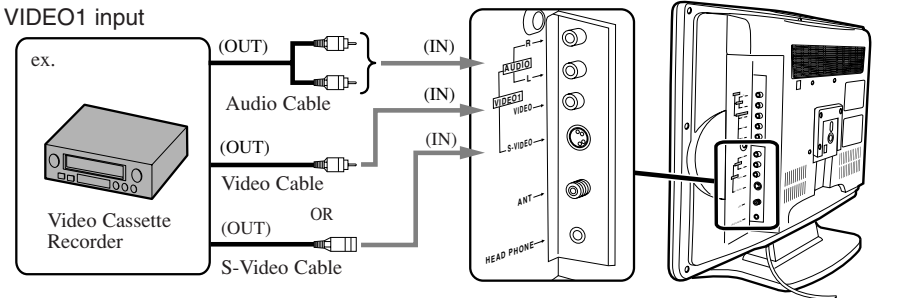 VIDEO1 input
ex.
Video Cassette
Recorder
(OUT)
Audio Cable
(OUT)
Video Cable
OR
(OUT)
S-Video Cable
(IN)
(IN)
(IN)
R
AUDIO
L
VIDEO1
VIDEO
S-VIDEO
ANT
HEAD PHONE